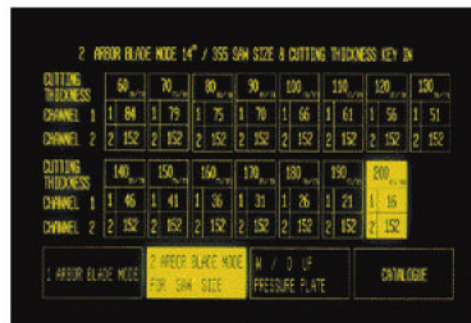 2 ARBOR BLADE MODE 14" / 355 SAW SIZE & CUTTING THICKNESS KEY IN
CUTTING THICKNESS 60 m/m 70 m/m 80 m/m 90 m/m 100 m/m 110 m/m 120 m/m 130 m/m
CHANNEL 1 1 84 1 79 1 75 1 70 1 66 1 61 1 56 1 51
CHANNEL 2 2 152 2 152 2 152 2 152 2 152 2 152 2 152 2 152
CUTTING THICKNESS 140 m/m 150 m/m 160 m/m 170 m/m 180 m/m 190 m/m 200 m/m
CHANNEL 1 1 46 1 41 1 36 1 31 1 26 1 21 1 16
CHANNEL 2 2 152 2 152 2 152 2 152 2 152 2 152 2 152
1 ARBOR BLADE MODE
2 ARBOR BLADE MODE
FOR SAW SIZE
W / D UP
PRESSURE PLATE
CATALOGUE